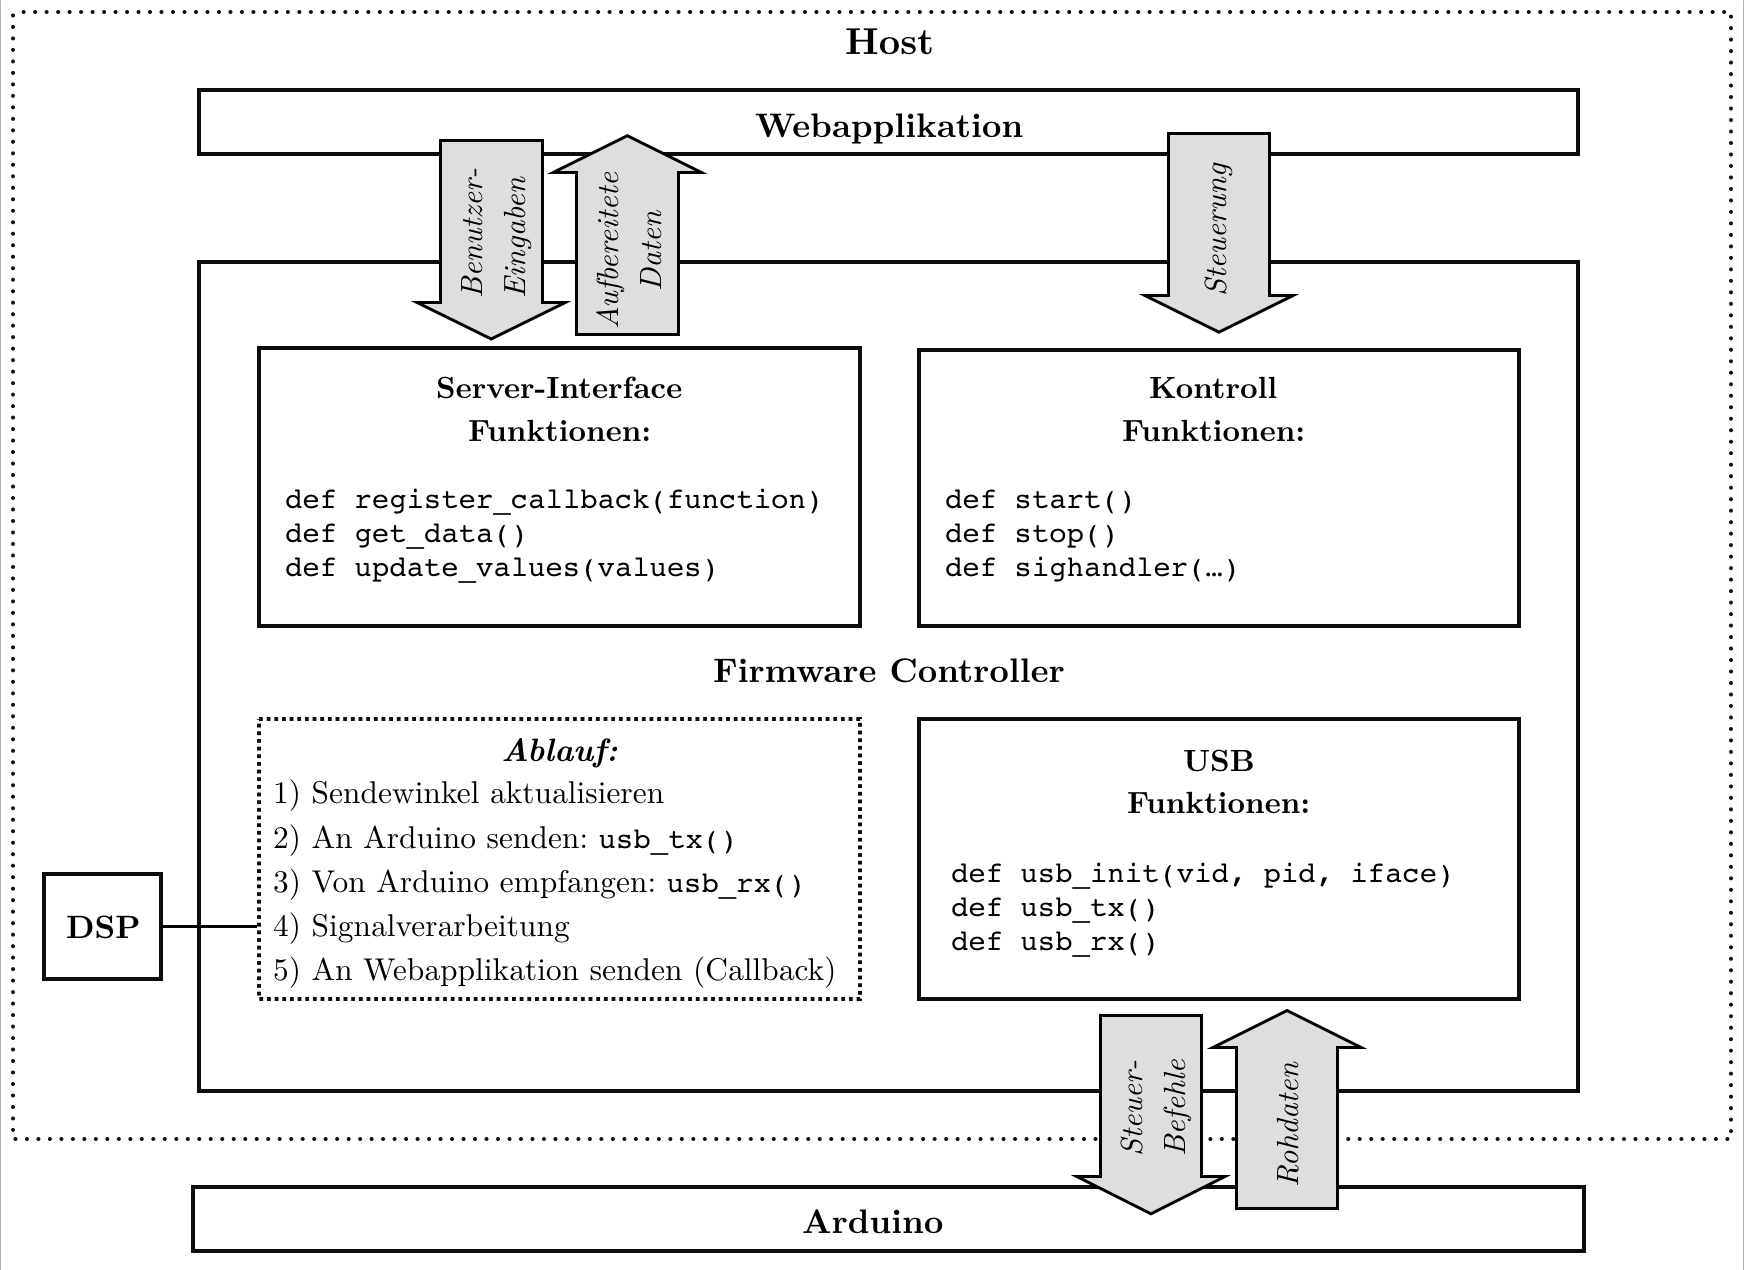 Host
Webapplikation
Benutzer-
Eingaben
Aufbereitete
Daten
Steuerung
Server-Interface
Funktionen:
def register_callback(function)
def get_data()
def update_values(values)
Kontroll
Funktionen:
def start()
def stop()
def sighandler(…)
Firmware Controller
Ablauf:
1) Sendewinkel aktualisieren
2) An Arduino senden: usb_tx()
3) Von Arduino empfangen: usb_rx()
4) Signalverarbeitung
5) An Webapplikation senden (Callback)
DSP
USB
Funktionen:
def usb_init(vid, pid, iface)
def usb_tx()
def usb_rx()
Steuer-
Befehle
Rohdaten
Arduino